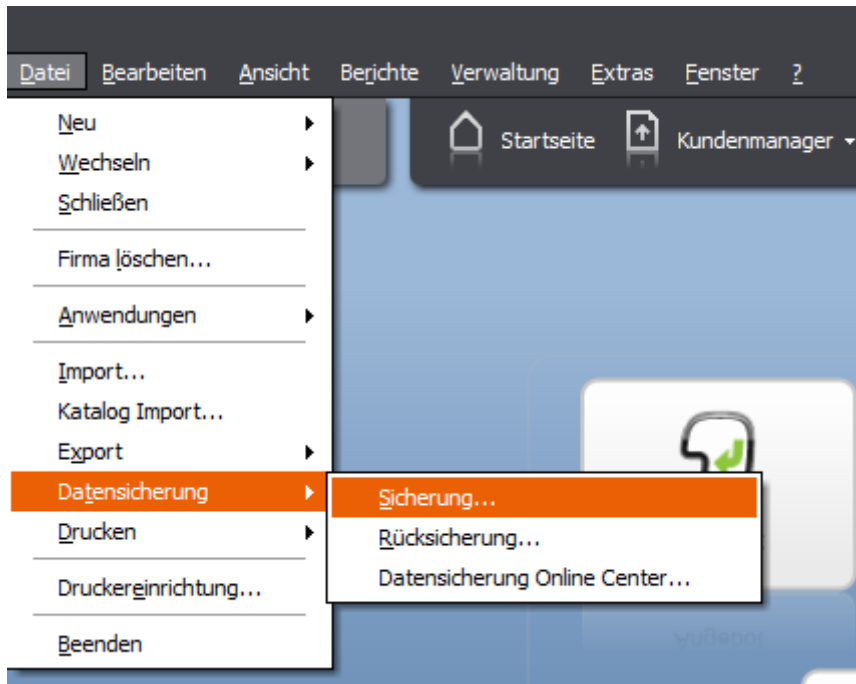 Datei Bearbeiten Ansicht Berichte Verwaltung Extras Fenster ?
Startseite Kundenmanager
Neu
Wechseln
Schließen
Firma löschen...
Anwendungen
Import...
Katalog Import...
Export
Datensicherung
Drucken
Druckereinrichtung...
Beenden
Sicherung...
Rücksicherung...
Datensicherung Online Center...